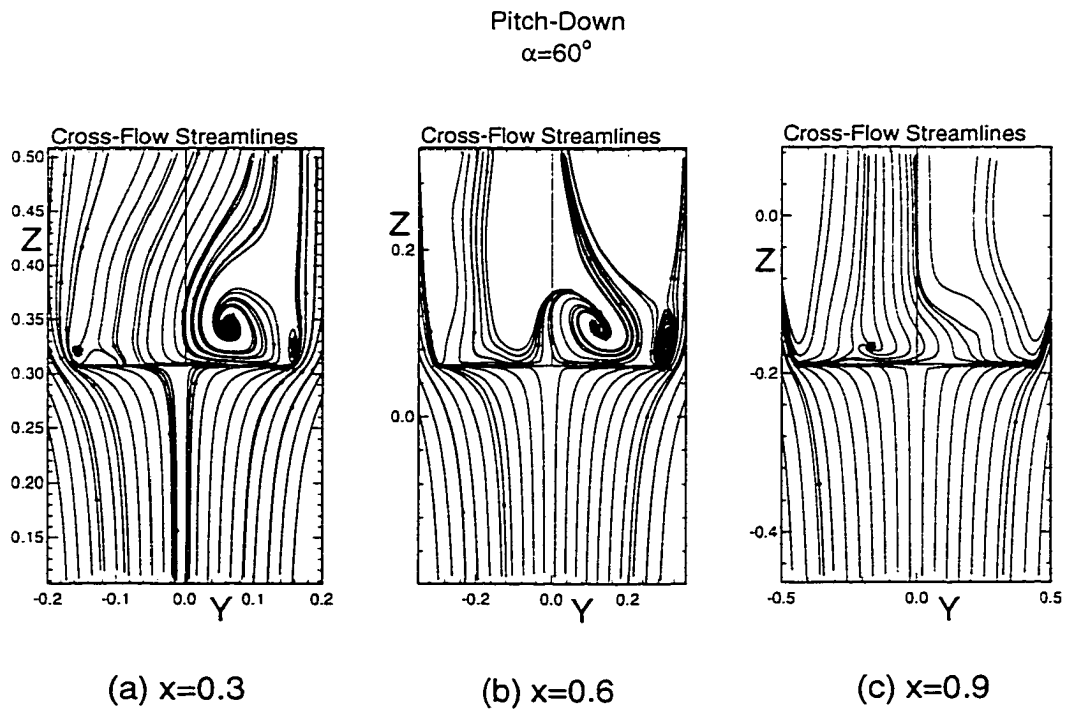 Pitch-Down
α=60°
Cross-Flow Streamlines
0.50
0.45
Z
0.40
0.35
0.30
0.25
0.20
0.15
-0.2
-0.1
0.0
0.1
0.2
Y
Cross-Flow Streamlines
Z
0.2
0.0
0.0
0.2
Y
Cross-Flow Streamlines
0.0
Z
-0.2
-0.4
-0.5
0.0
0.5
Y
(a) x=0.3
(b) x=0.6
(c) x=0.9